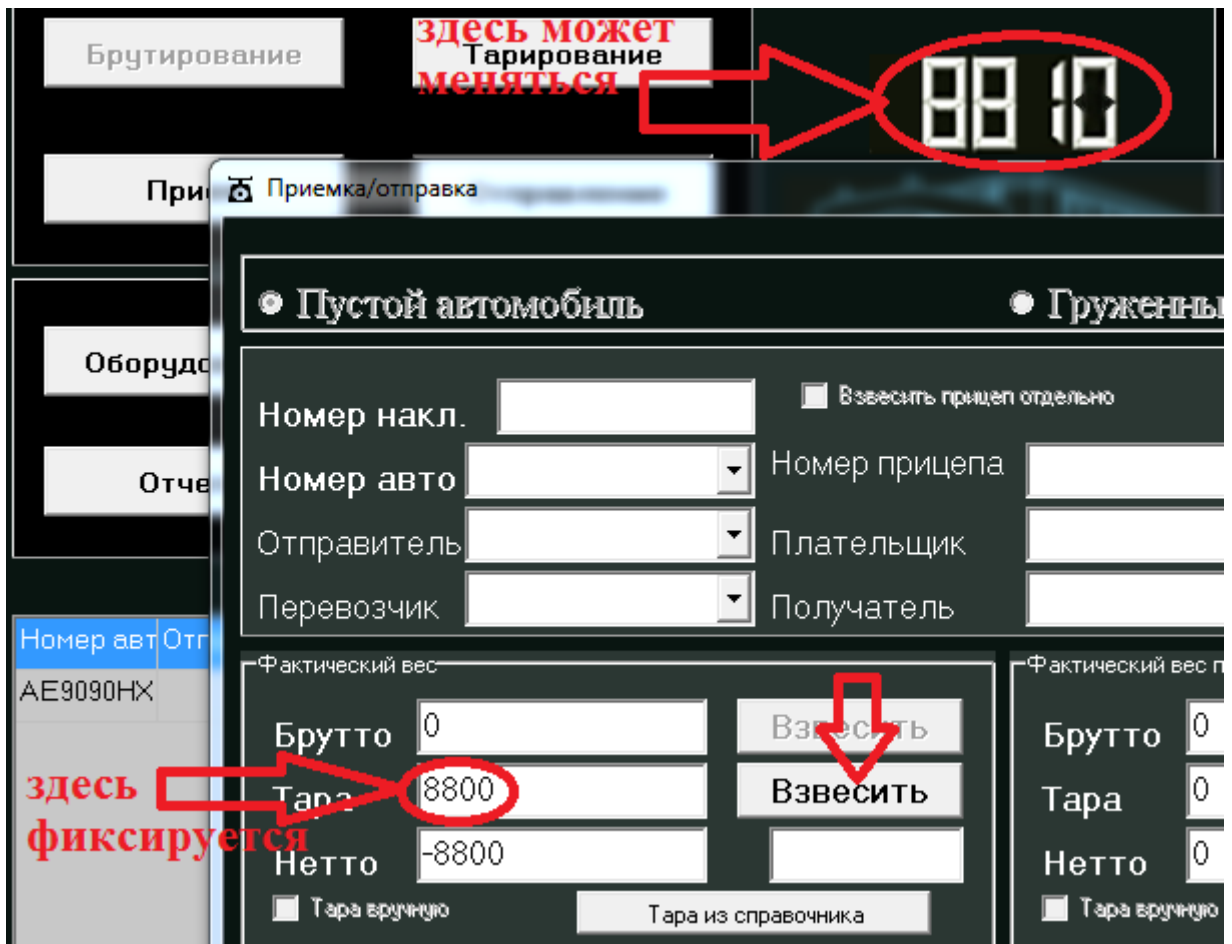 здесь может
Брутирование
Тарирование
меняться
8810
При
Приемка/отправка
Пустой автомобиль
Груженны
Оборудо
Номер накл.
Взвесить прицеп отдельно
Отче
Номер авто
Номер прицепа
Отправитель
Плательщик
Перевозчик
Получатель
Номер авт Отп
АЕ9090НХ
Фактический вес
Фактический вес п
Брутто 0 Взвесить
Брутто 0
здесь
Тара 8800 Взвесить
Тара 0
фиксируется
Нетто -8800
Нетто 0
Тара вручную
Тара из справочника
Тара вручную